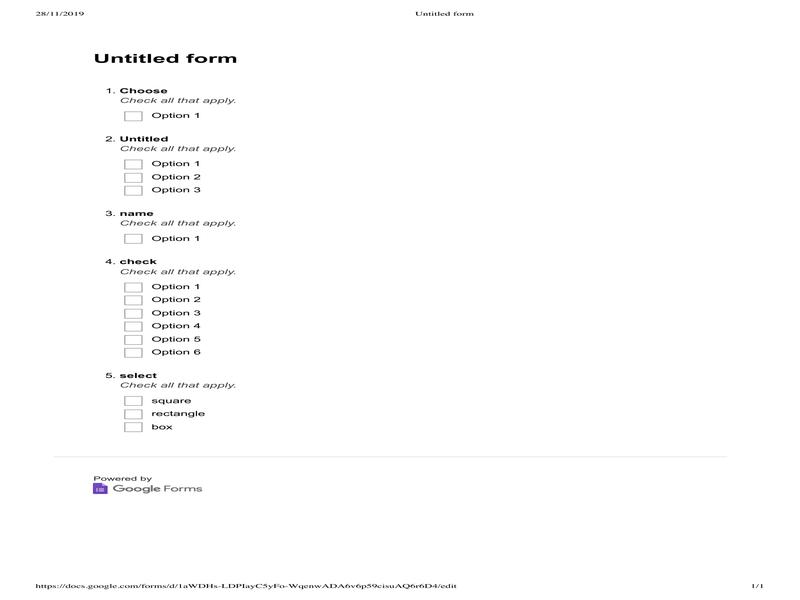 28/11/2019 Untitled form
Untitled form
1. Choose
Check all that apply.
Option 1
2. Untitled
Check all that apply.
Option 1
Option 2
Option 3
3. name
Check all that apply.
Option 1
4. check
Check all that apply.
Option 1
Option 2
Option 3
Option 4
Option 5
Option 6
5. select
Check all that apply.
square
rectangle
box
Powered by
Google Forms
https://docs.google.com/forms/d/1aWDHs-LDPIayC5yFo-WqenwADA6v6p59cisuAQ6r6D4/edit 1/1